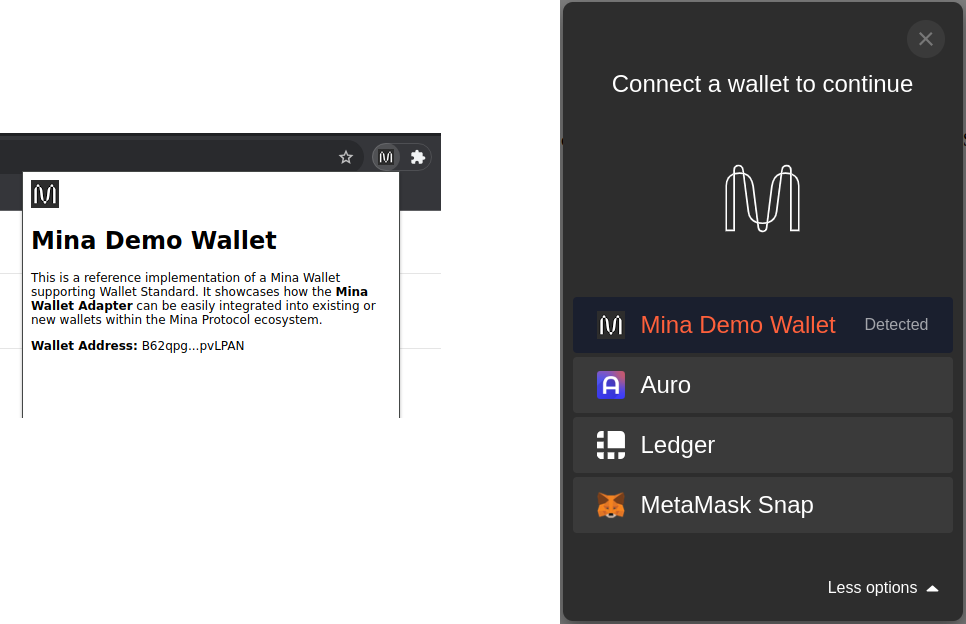 Mina Demo Wallet
This is a reference implementation of a Mina Wallet
supporting Wallet Standard. It showcases how the Mina
Wallet Adapter can be easily integrated into existing or
new wallets within the Mina Protocol ecosystem.
Wallet Address: B62qpg...pvLPAN
Connect a wallet to continue
Mina Demo Wallet Detected
Auro
Ledger
MetaMask Snap
Less options